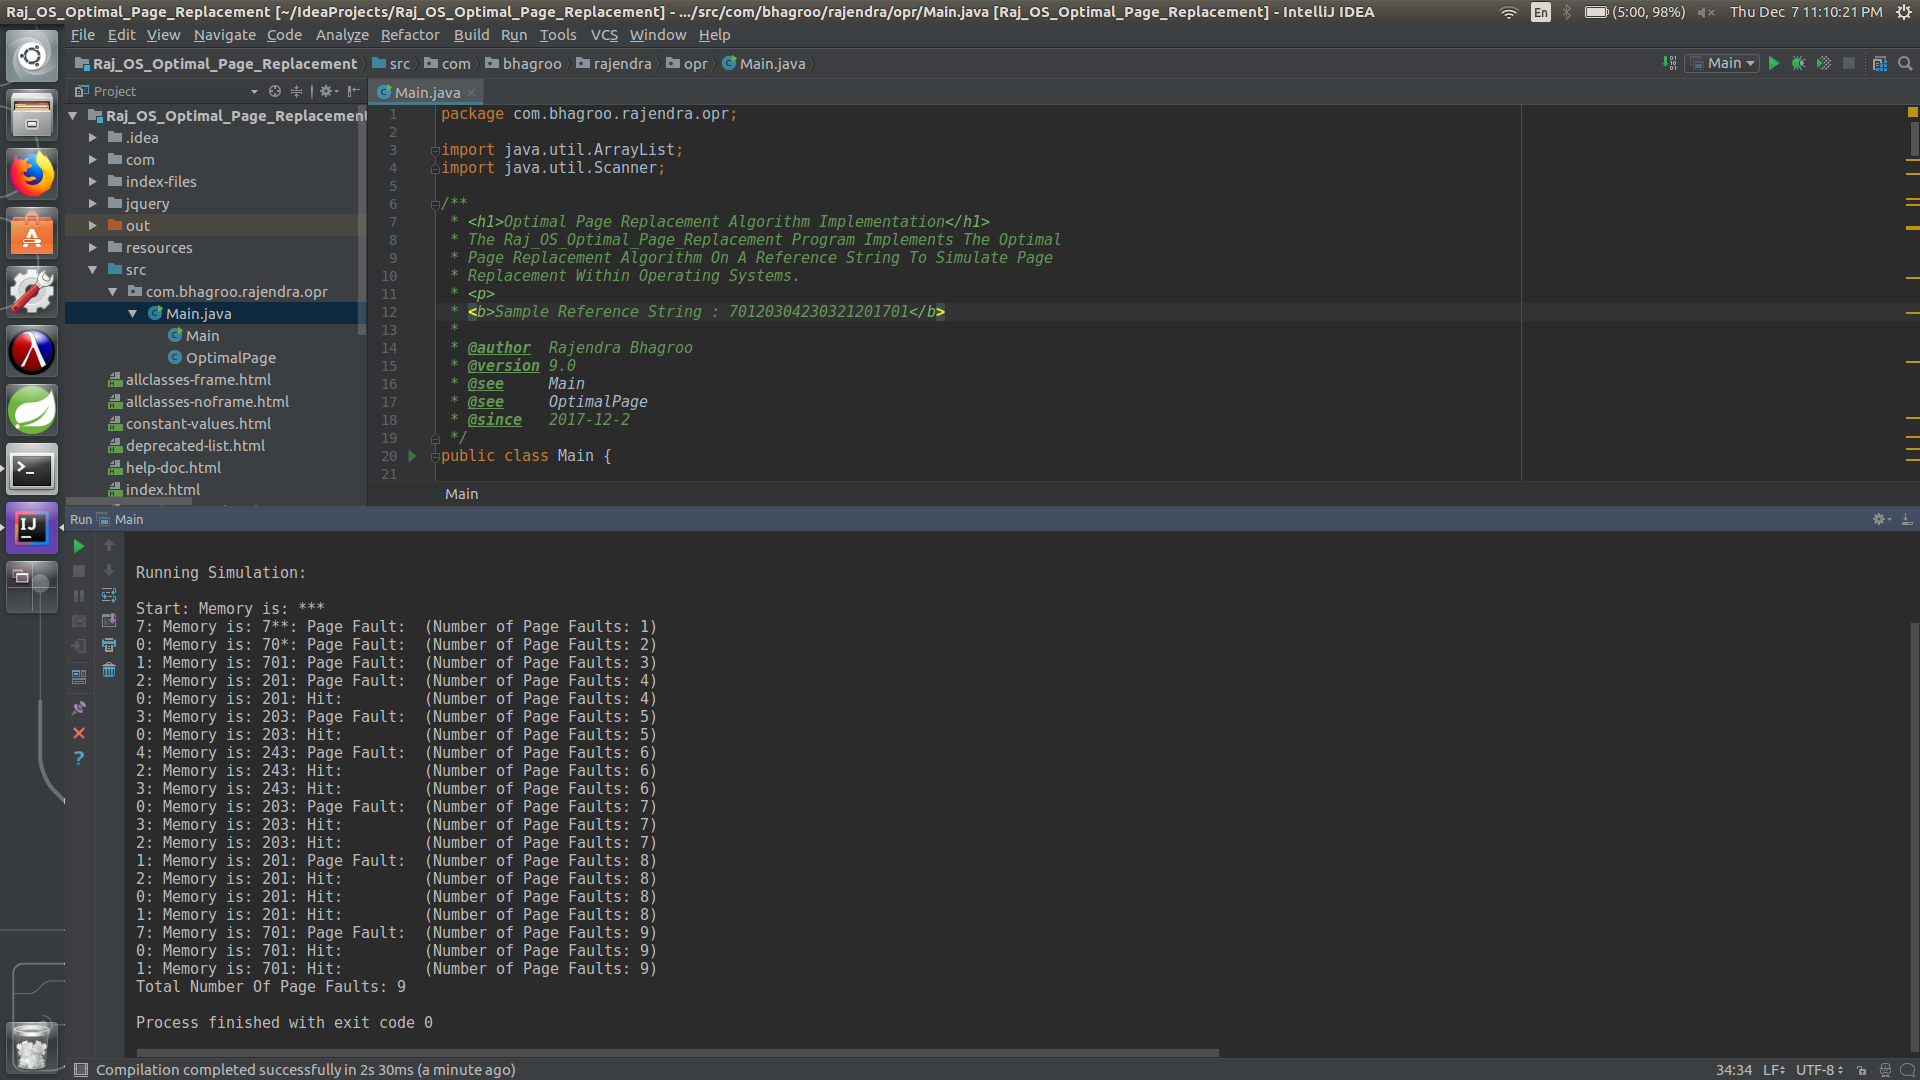 Raj_OS_Optimal_Page_Replacement [~/IdeaProjects/Raj_OS_Optimal_Page_Replacement] - .../src/com/bhagroo/rajendra/opr/Main.java [Raj_OS_Optimal_Page_Replacement] - IntelliJ IDEA
En (5:00, 98%) Thu Dec 7 11:10:21 PM
File Edit View Navigate Code Analyze Refactor Build Run Tools VCS Window Help
Raj_OS_Optimal_Page_Replacement src com bhagroo rajendra opr Main.java
Main
Project
Raj_OS_Optimal_Page_Replacement
.idea
com
index-files
jquery
out
resources
src
com.bhagroo.rajendra.opr
Main.java
Main
OptimalPage
allclasses-frame.html
allclasses-noframe.html
constant-values.html
deprecated-list.html
help-doc.html
index.html
Main.java
1 package com.bhagroo.rajendra.opr;
2
3 import java.util.ArrayList;
4 import java.util.Scanner;
5
6 /**
7 * <h1>Optimal Page Replacement Algorithm Implementation</h1>
8 * The Raj_OS_Optimal_Page_Replacement Program Implements The Optimal
9 * Page Replacement Algorithm On A Reference String To Simulate Page
10 * Replacement Within Operating Systems.
11 * <p>
12 * <b>Sample Reference String : 70120304230321201701</b>
13 *
14 * @author Rajendra Bhagroo
15 * @version 9.0
16 * @see Main
17 * @see OptimalPage
18 * @since 2017-12-2
19 */
20 public class Main {
21
Main
Run Main
Running Simulation:
Start: Memory is: ***
7: Memory is: 7**: Page Fault: (Number of Page Faults: 1)
0: Memory is: 70*: Page Fault: (Number of Page Faults: 2)
1: Memory is: 701: Page Fault: (Number of Page Faults: 3)
2: Memory is: 201: Page Fault: (Number of Page Faults: 4)
0: Memory is: 201: Hit: (Number of Page Faults: 4)
3: Memory is: 203: Page Fault: (Number of Page Faults: 5)
0: Memory is: 203: Hit: (Number of Page Faults: 5)
4: Memory is: 243: Page Fault: (Number of Page Faults: 6)
2: Memory is: 243: Hit: (Number of Page Faults: 6)
3: Memory is: 243: Hit: (Number of Page Faults: 6)
0: Memory is: 203: Page Fault: (Number of Page Faults: 7)
3: Memory is: 203: Hit: (Number of Page Faults: 7)
2: Memory is: 203: Hit: (Number of Page Faults: 7)
1: Memory is: 201: Page Fault: (Number of Page Faults: 8)
2: Memory is: 201: Hit: (Number of Page Faults: 8)
0: Memory is: 201: Hit: (Number of Page Faults: 8)
1: Memory is: 201: Hit: (Number of Page Faults: 8)
7: Memory is: 701: Page Fault: (Number of Page Faults: 9)
0: Memory is: 701: Hit: (Number of Page Faults: 9)
1: Memory is: 701: Hit: (Number of Page Faults: 9)
Total Number Of Page Faults: 9
Process finished with exit code 0
Compilation completed successfully in 2s 30ms (a minute ago)
34:34 LF UTF-8